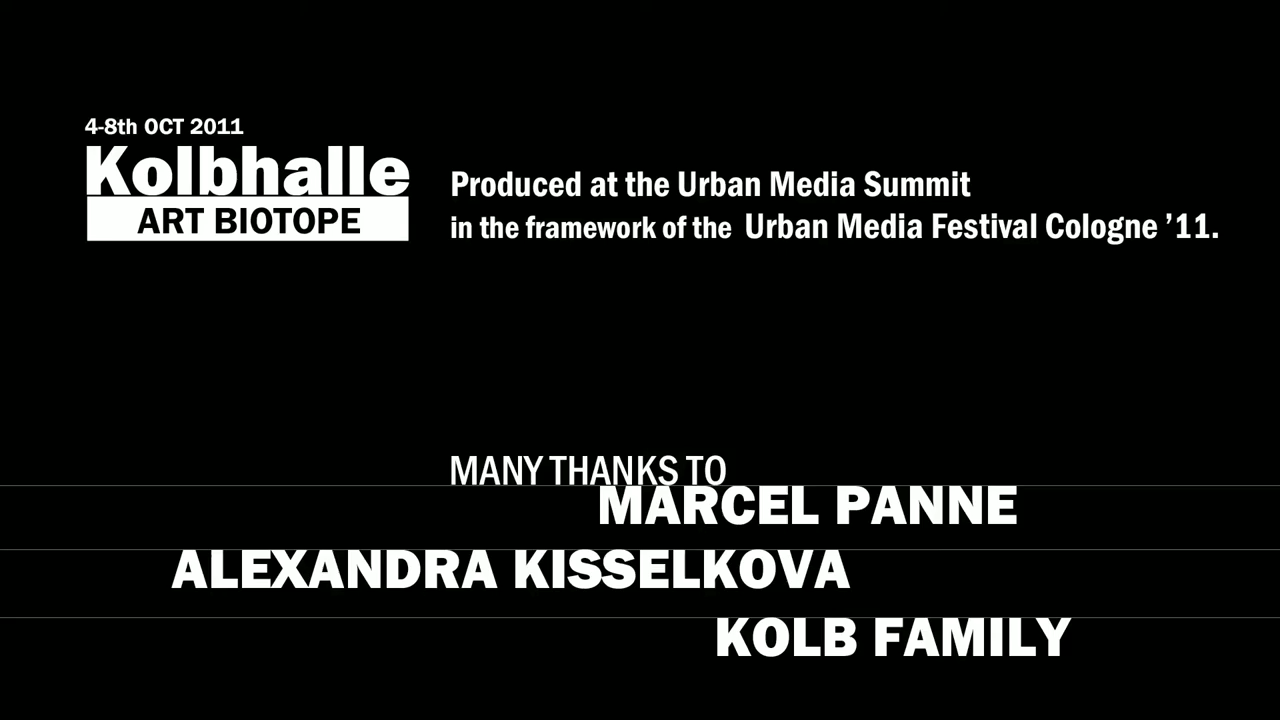 4-8th OCT 2011
Kolbhalle
ART BIOTOPE
Produced at the Urban Media Summit
in the framework of the Urban Media Festival Cologne ’11.
MANY THANKS TO
MARCEL PANNE
ALEXANDRA KISSELKOVA
KOLB FAMILY